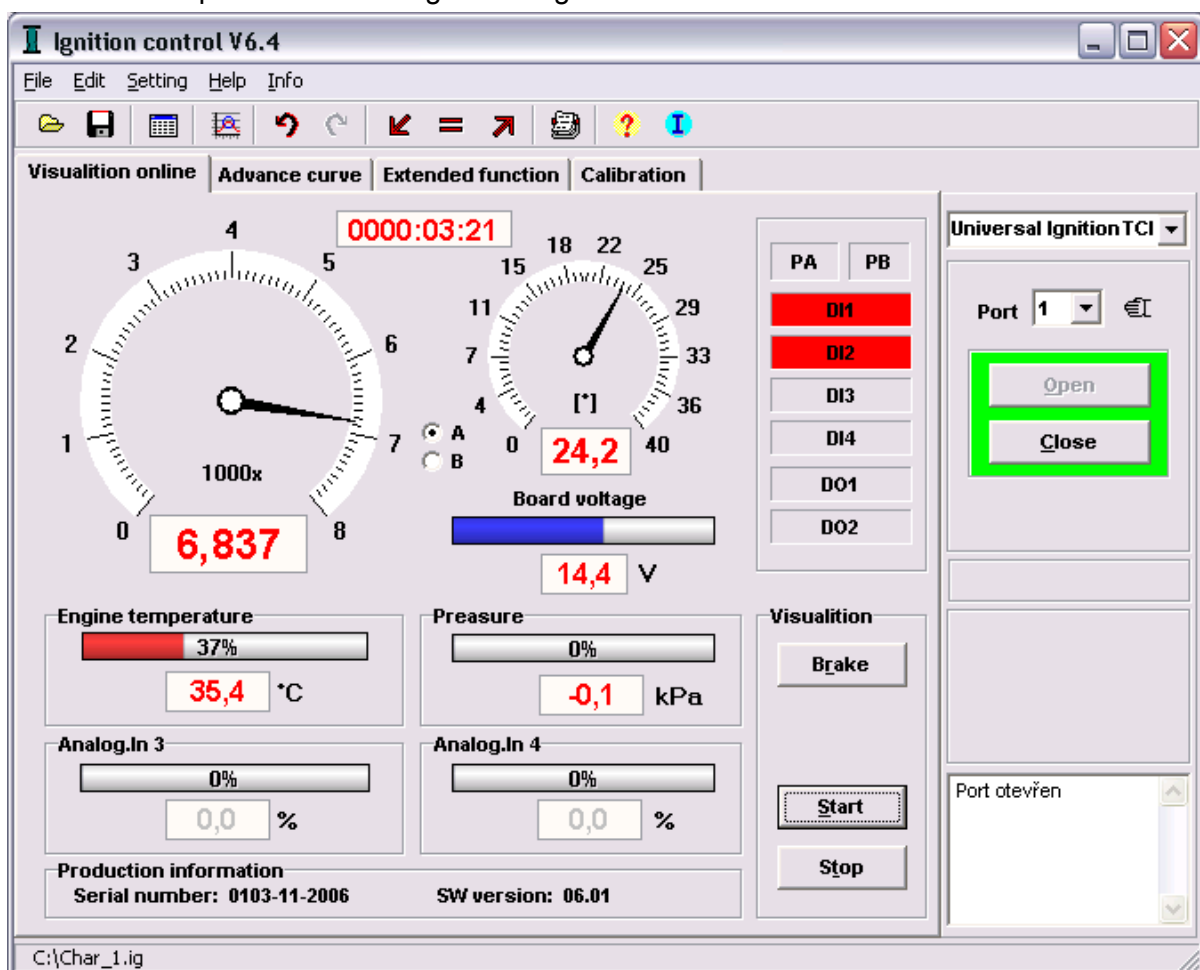 Ignition control V6.4
File Edit Setting Help Info
Visualition online Advance curve Extended function Calibration
0000:03:21
0 1 2 3 4 5 6 7 8
1000x
6,837
A
B
0 4 7 11 15 18 22 25 29 33 36 40
[°]
24,2
Board voltage
14,4 V
PA PB
DI1
DI2
DI3
DI4
DO1
DO2
Universal Ignition TCI
Port 1
Open
Close
Engine temperature
37%
35,4 °C
Preasure
0%
-0,1 kPa
Visualition
Brake
Start
Stop
Analog.In 3
0%
0,0 %
Analog.In 4
0%
0,0 %
Port otevřen
Production information
Serial number: 0103-11-2006 SW version: 06.01
C:\Char_1.ig